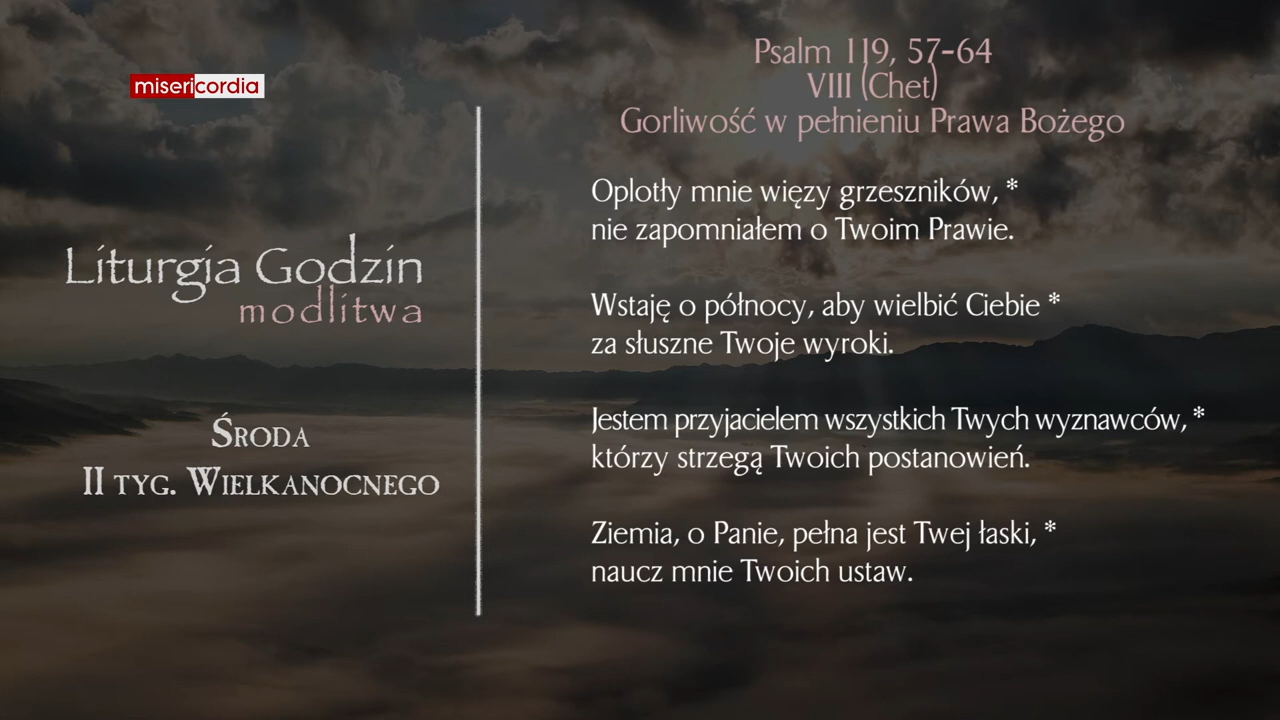 misericordia
Liturgia Godzin
modlitwa
Środa
II tyg. Wielkanocnego
Psalm 119, 57-64
VIII (Chet)
Gorliwość w pełnieniu Prawa Bożego
Oplotły mnie więzy grzeszników, *
nie zapomniałem o Twoim Prawie.
Wstaję o północy, aby wielbić Ciebie *
za słuszne Twoje wyroki.
Jestem przyjacielem wszystkich Twych wyznawców, *
którzy strzegą Twoich postanowień.
Ziemia, o Panie, pełna jest Twej łaski, *
naucz mnie Twoich ustaw.